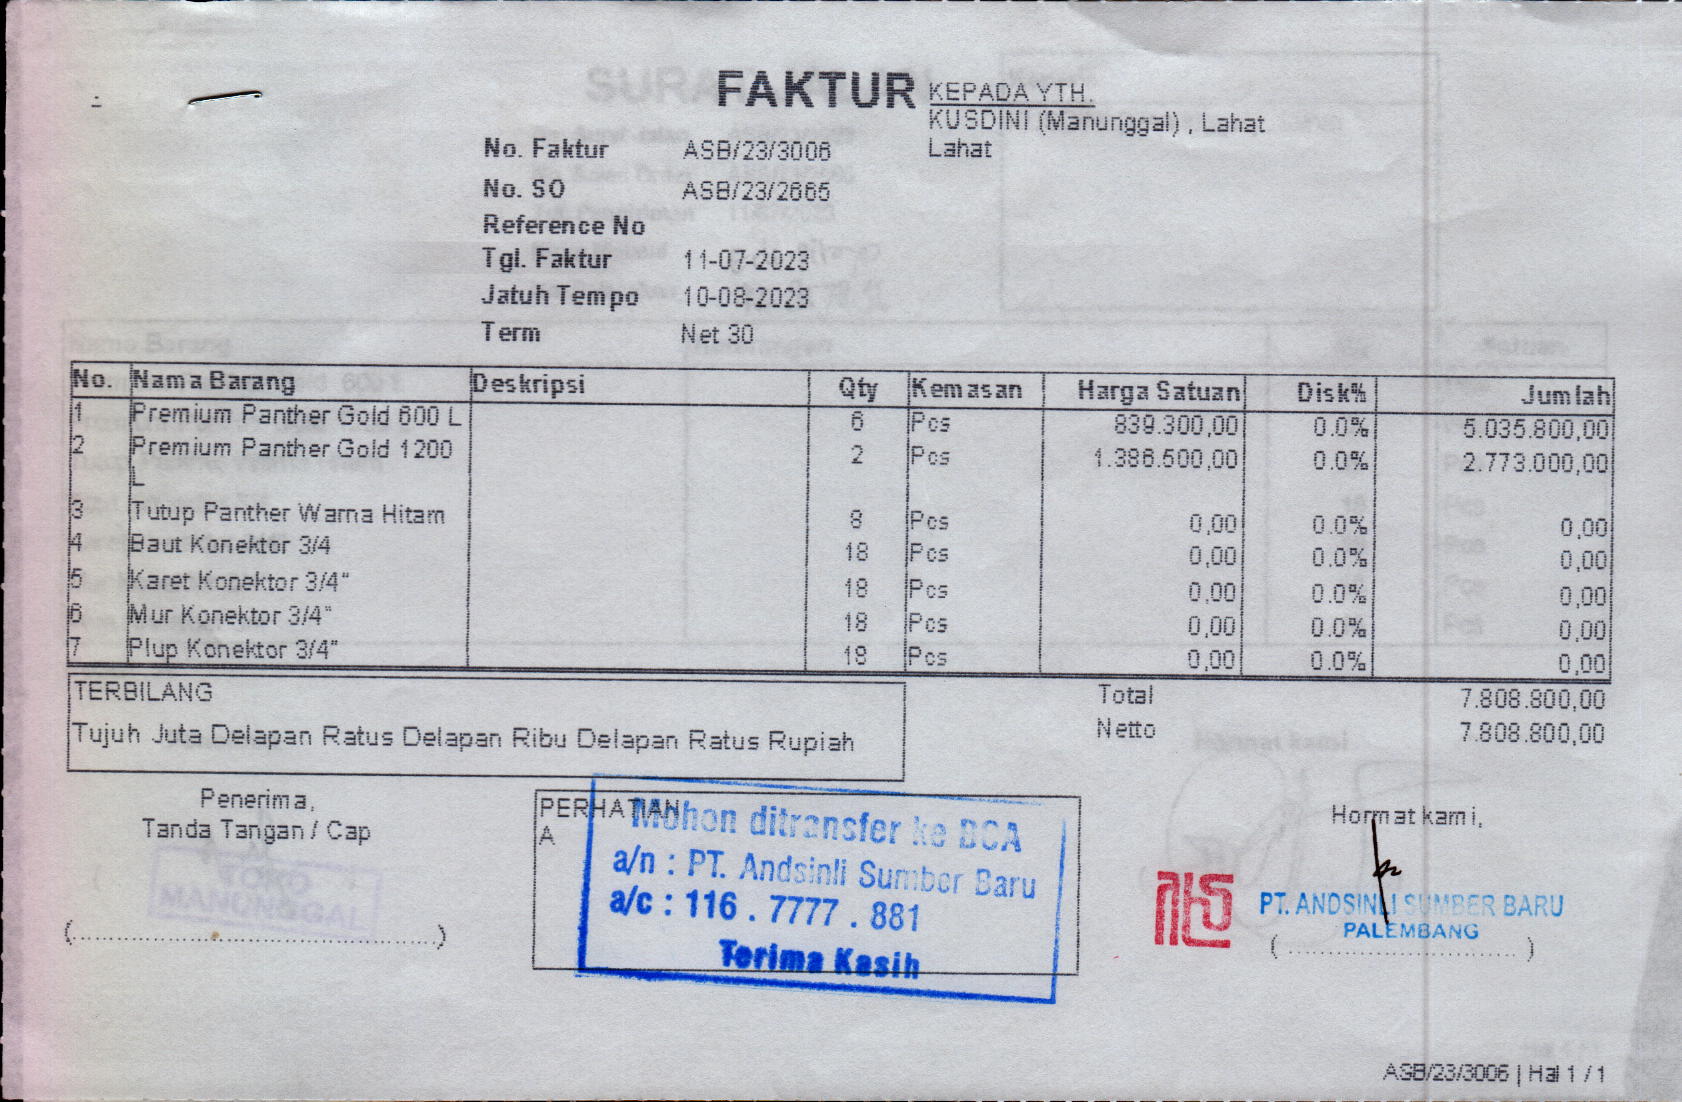 FAKTUR
KEPADA YTH.
KUSDINI (Manunggal) , Lahat
Lahat
No. Faktur ASB/23/3006
No. SO ASB/23/2665
Reference No
Tgl. Faktur 11-07-2023
Jatuh Tempo 10-08-2023
Term Net 30
No. Nama Barang Deskripsi Qty Kemasan Harga Satuan Disk% Jumlah
1 Premium Panther Gold 600 L 6 Pcs 839.300,00 0.0% 5.035.800,00
2 Premium Panther Gold 1200 2 Pcs 1.386.500,00 0.0% 2.773.000,00
L
3 Tutup Panther Warna Hitam 8 Pcs 0,00 0.0% 0,00
4 Baut Konektor 3/4 18 Pcs 0,00 0.0% 0,00
5 Karet Konektor 3/4" 18 Pcs 0,00 0.0% 0,00
6 Mur Konektor 3/4" 18 Pcs 0,00 0.0% 0,00
7 Plup Konektor 3/4" 18 Pcs 0,00 0.0% 0,00
TERBILANG
Tujuh Juta Delapan Ratus Delapan Ribu Delapan Ratus Rupiah
Total 7.808.800,00
Netto 7.808.800,00
Penerima,
Tanda Tangan / Cap
TOKO
MANUNGGAL
(.......................................................)
PERHATIAN
A
Mohon ditransfer ke BCA
a/n : PT. Andsinli Sumber Baru
a/c : 116 . 7777 . 881
Terima Kasih
Hormat kami,
PT. ANDSINLI SUMBER BARU
PALEMBANG
(...................................)
ASB/23/3006 | Hal 1 / 1